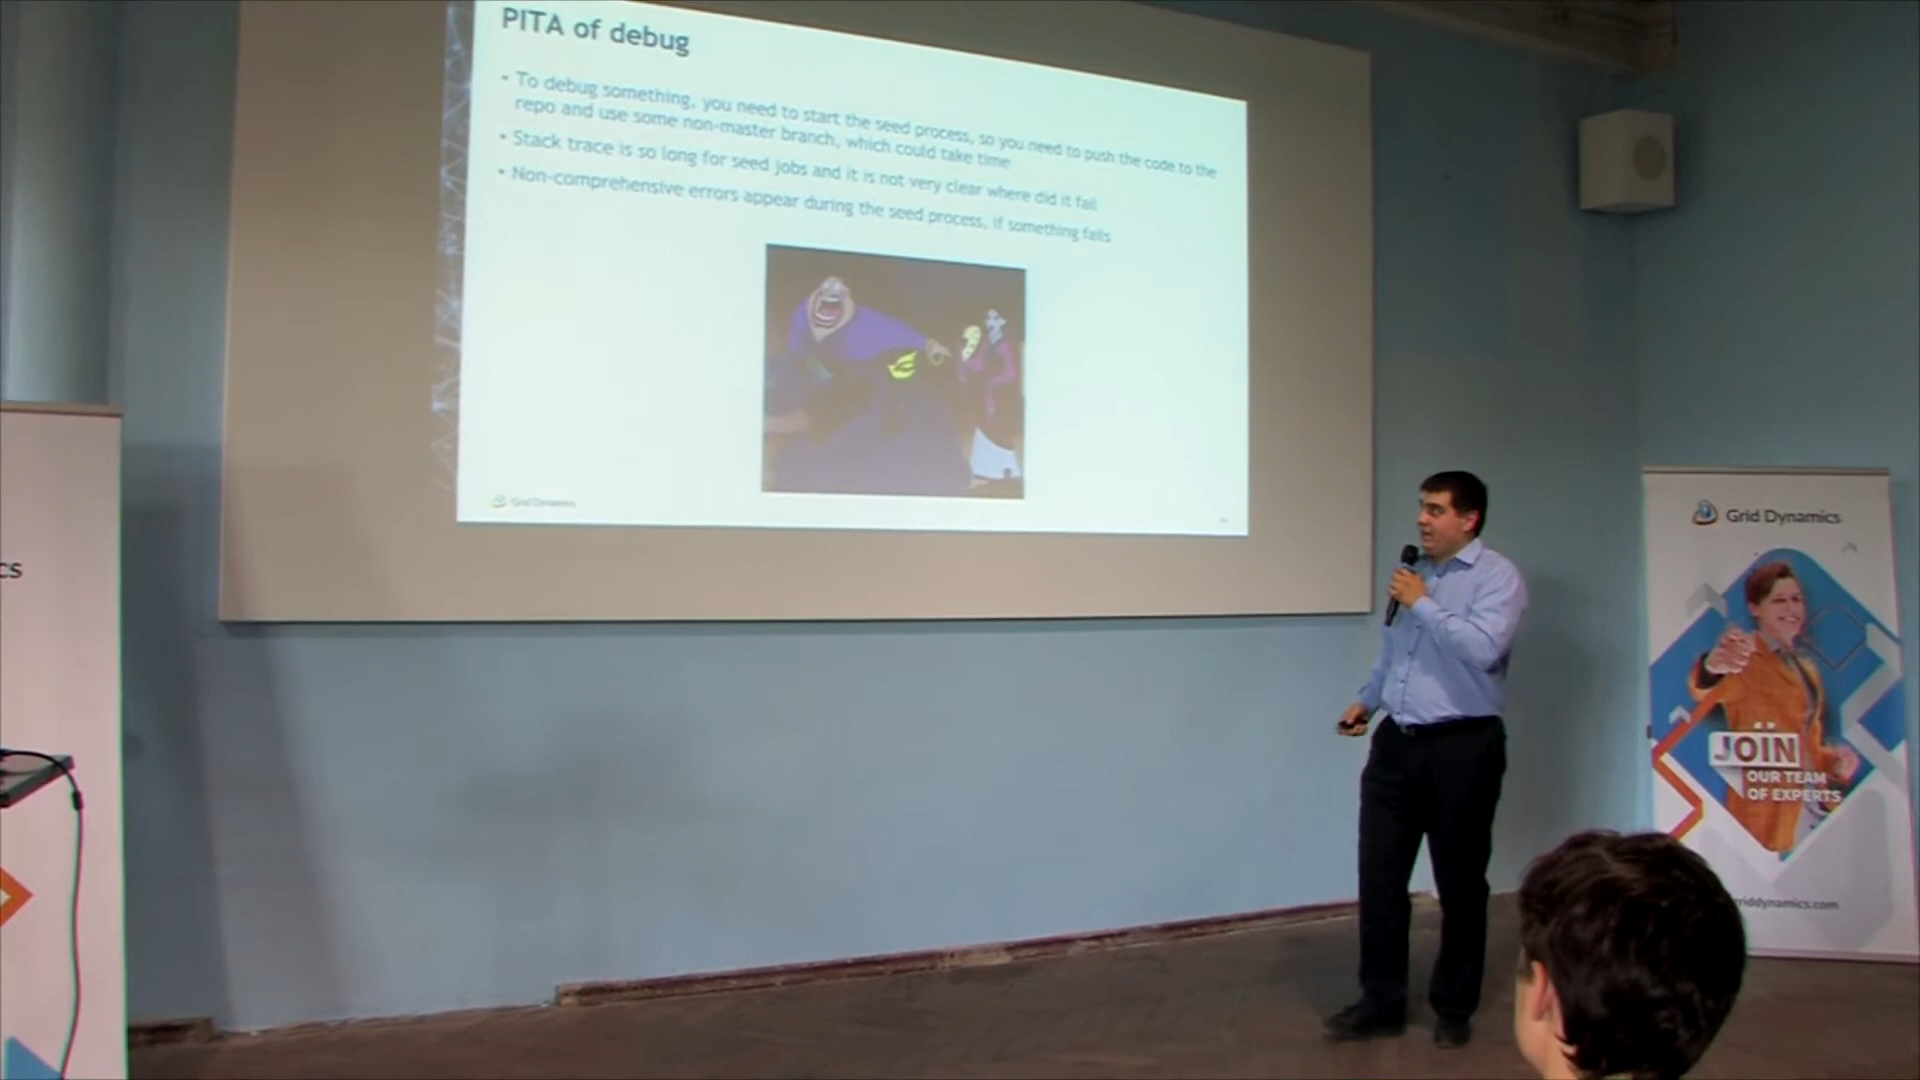 PITA of debug
• To debug something, you need to start the seed process, so you need to push the code to the
repo and use some non-master branch, which could take time
• Stack trace is so long for seed jobs and it is not very clear where did it fail
• Non-comprehensive errors appear during the seed process, if something fails
Grid Dynamics
cs
Grid Dynamics
JOIN
OUR TEAM
OF EXPERTS
riddynamics.com